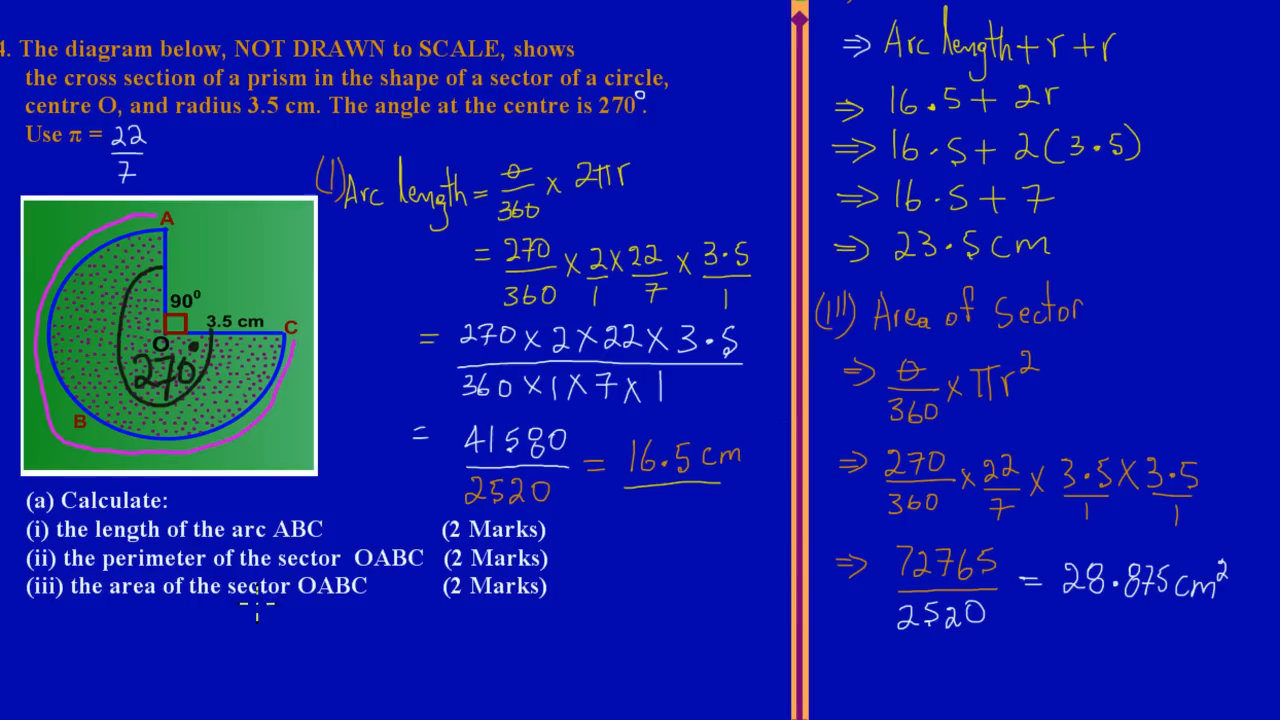 4. The diagram below, NOT DRAWN to SCALE, shows
the cross section of a prism in the shape of a sector of a circle,
centre O, and radius 3.5 cm. The angle at the centre is 270°.
Use π = 22/7
A
90⁰
3.5 cm
C
O
270°
B
(a) Calculate:
(i) the length of the arc ABC (2 Marks)
(ii) the perimeter of the sector OABC (2 Marks)
(iii) the area of the sector OABC (2 Marks)
(I) Arc length = θ/360 × 2πr
= 270/360 × 2/1 × 22/7 × 3.5/1
= 270 × 2 × 22 × 3.5 / 360 × 1 × 7 × 1
= 41580/2520 = 16.5 cm
⇒ Arc length + r + r
⇒ 16.5 + 2r
⇒ 16.5 + 2(3.5)
⇒ 16.5 + 7
⇒ 23.5 cm
(III) Area of Sector
⇒ θ/360 × πr²
⇒ 270/360 × 22/7 × 3.5/1 × 3.5/1
⇒ 72765/2520 = 28.875 cm²